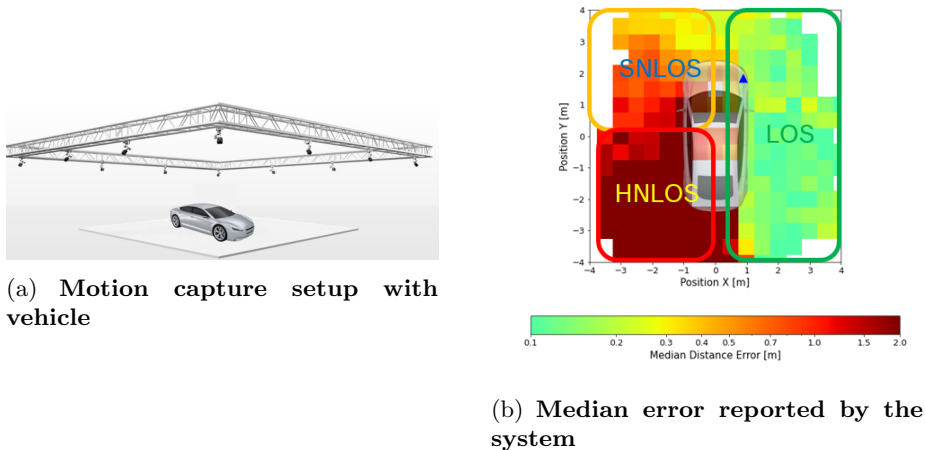 (a) Motion capture setup with
vehicle
4
3
2
1
0
−1
−2
−3
−4
Position Y [m]
SNLOS
LOS
HNLOS
−4 −3 −2 −1 0 1 2 3 4
Position X [m]
0.1 0.2 0.3 0.4 0.5 0.7 1.0 1.5 2.0
Median Distance Error [m]
(b) Median error reported by the
system